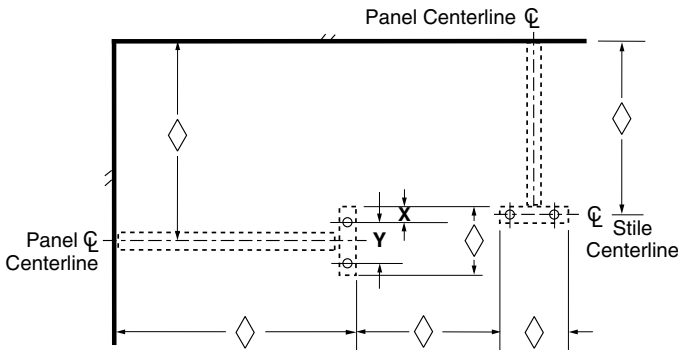 Panel Centerline ℄
X
Y
℄ Stile
Centerline
Panel ℄
Centerline